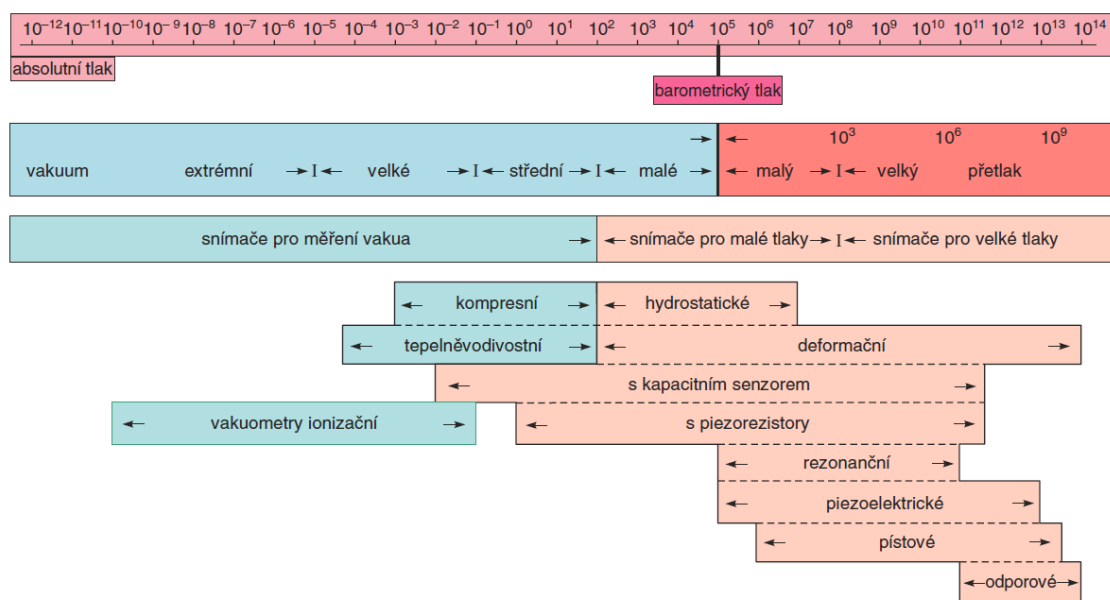 10⁻¹² 10⁻¹¹ 10⁻¹⁰ 10⁻⁹ 10⁻⁸ 10⁻⁷ 10⁻⁶ 10⁻⁵ 10⁻⁴ 10⁻³ 10⁻² 10⁻¹ 10⁰ 10¹ 10² 10³ 10⁴ 10⁵ 10⁶ 10⁷ 10⁸ 10⁹ 10¹⁰ 10¹¹ 10¹² 10¹³ 10¹⁴
absolutní tlak
barometrický tlak
10³ 10⁶ 10⁹
vakuum extrémní velké střední malé malý velký přetlak
snímače pro měření vakua snímače pro malé tlaky snímače pro velké tlaky
kompresní hydrostatické
tepelněvodivostní deformační
s kapacitním senzorem
vakuometry ionizační s piezorezistory
rezonanční
piezoelektrické
pístové
odporové